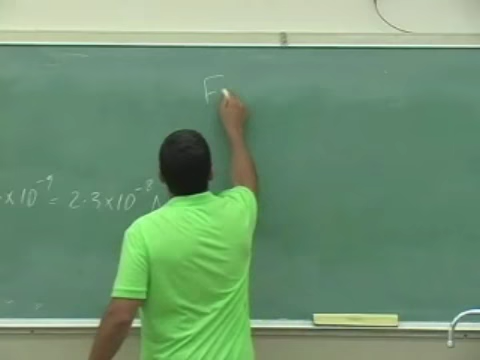 F
×10⁻⁹ = 2.3×10⁻⁸ N